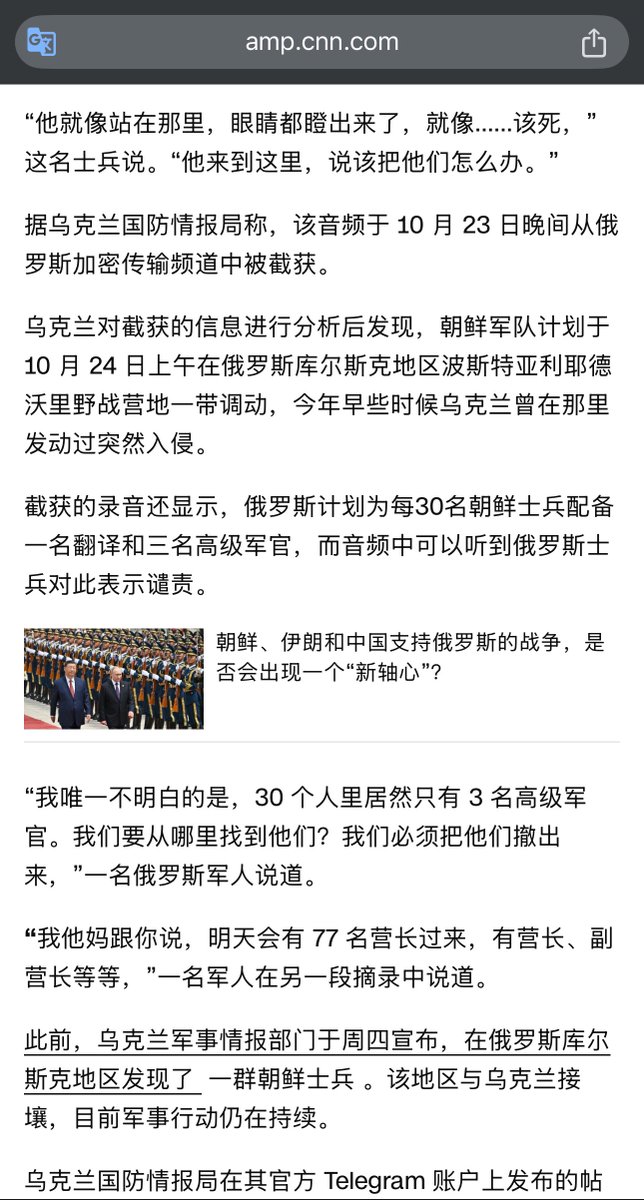 amp.cnn.com
“他就像站在那里，眼睛都瞪出来了，就像......该死，”
这名士兵说。“他来到这里，说该把他们怎么办。”
据乌克兰国防情报局称，该音频于 10 月 23 日晚间从俄
罗斯加密传输频道中被截获。
乌克兰对截获的信息进行分析后发现，朝鲜军队计划于
10 月 24 日上午在俄罗斯库尔斯克地区波斯特亚利耶德
沃里野战营地一带调动，今年早些时候乌克兰曾在那里
发动过突然入侵。
截获的录音还显示，俄罗斯计划为每30名朝鲜士兵配备
一名翻译和三名高级军官，而音频中可以听到俄罗斯士
兵对此表示谴责。
朝鲜、伊朗和中国支持俄罗斯的战争，是
否会出现一个“新轴心”?
“我唯一不明白的是，30 个人里居然只有 3 名高级军
官。我们要从哪里找到他们？我们必须把他们撤出
来，”一名俄罗斯军人说道。
“我他妈跟你说，明天会有 77 名营长过来，有营长、副
营长等等，”一名军人在另一段摘录中说道。
此前，乌克兰军事情报部门于周四宣布，在俄罗斯库尔
斯克地区发现了 一群朝鲜士兵 。该地区与乌克兰接
壤，目前军事行动仍在持续。
乌克兰国防情报局在其官方 Telegram 账户上发布的帖